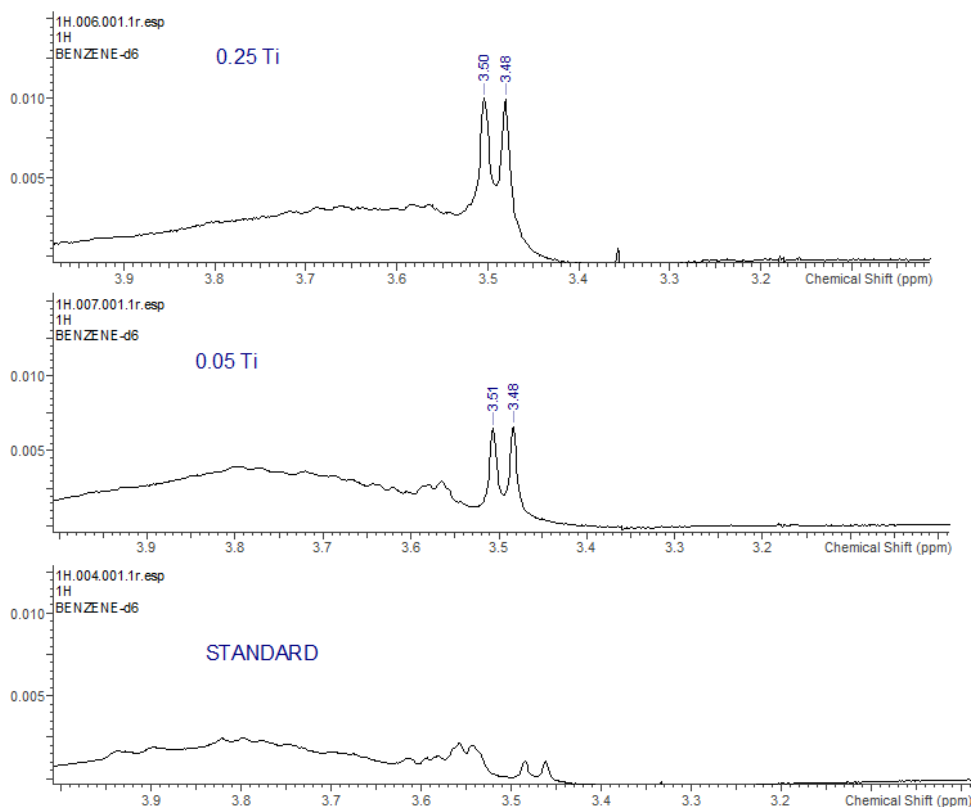 1H.006.001.1r.esp
1H
BENZENE-d6
0.25 Ti
3.50
3.48
0.010
0.005
3.9 3.8 3.7 3.6 3.5 3.4 3.3 3.2 Chemical Shift (ppm)
1H.007.001.1r.esp
1H
BENZENE-d6
0.05 Ti
3.51
3.48
0.010
0.005
3.9 3.8 3.7 3.6 3.5 3.4 3.3 3.2 Chemical Shift (ppm)
1H.004.001.1r.esp
1H
BENZENE-d6
STANDARD
0.010
0.005
3.9 3.8 3.7 3.6 3.5 3.4 3.3 3.2 Chemical Shift (ppm)